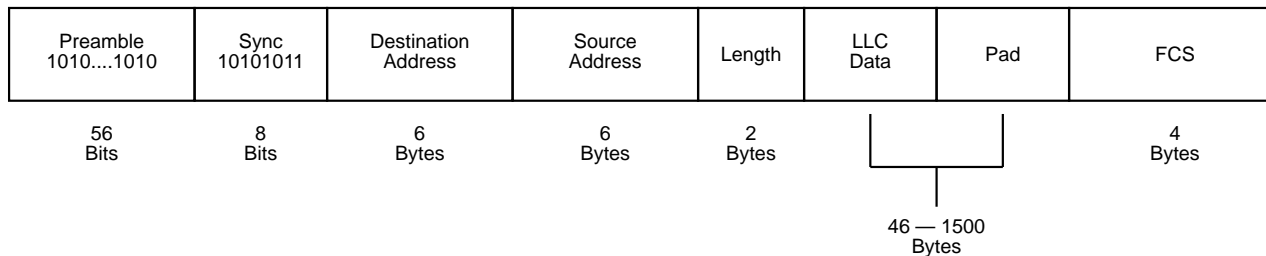 Preamble
1010....1010
Sync
10101011
Destination
Address
Source
Address
Length
LLC
Data
Pad
FCS
56
Bits
8
Bits
6
Bytes
6
Bytes
2
Bytes
4
Bytes
46 — 1500
Bytes